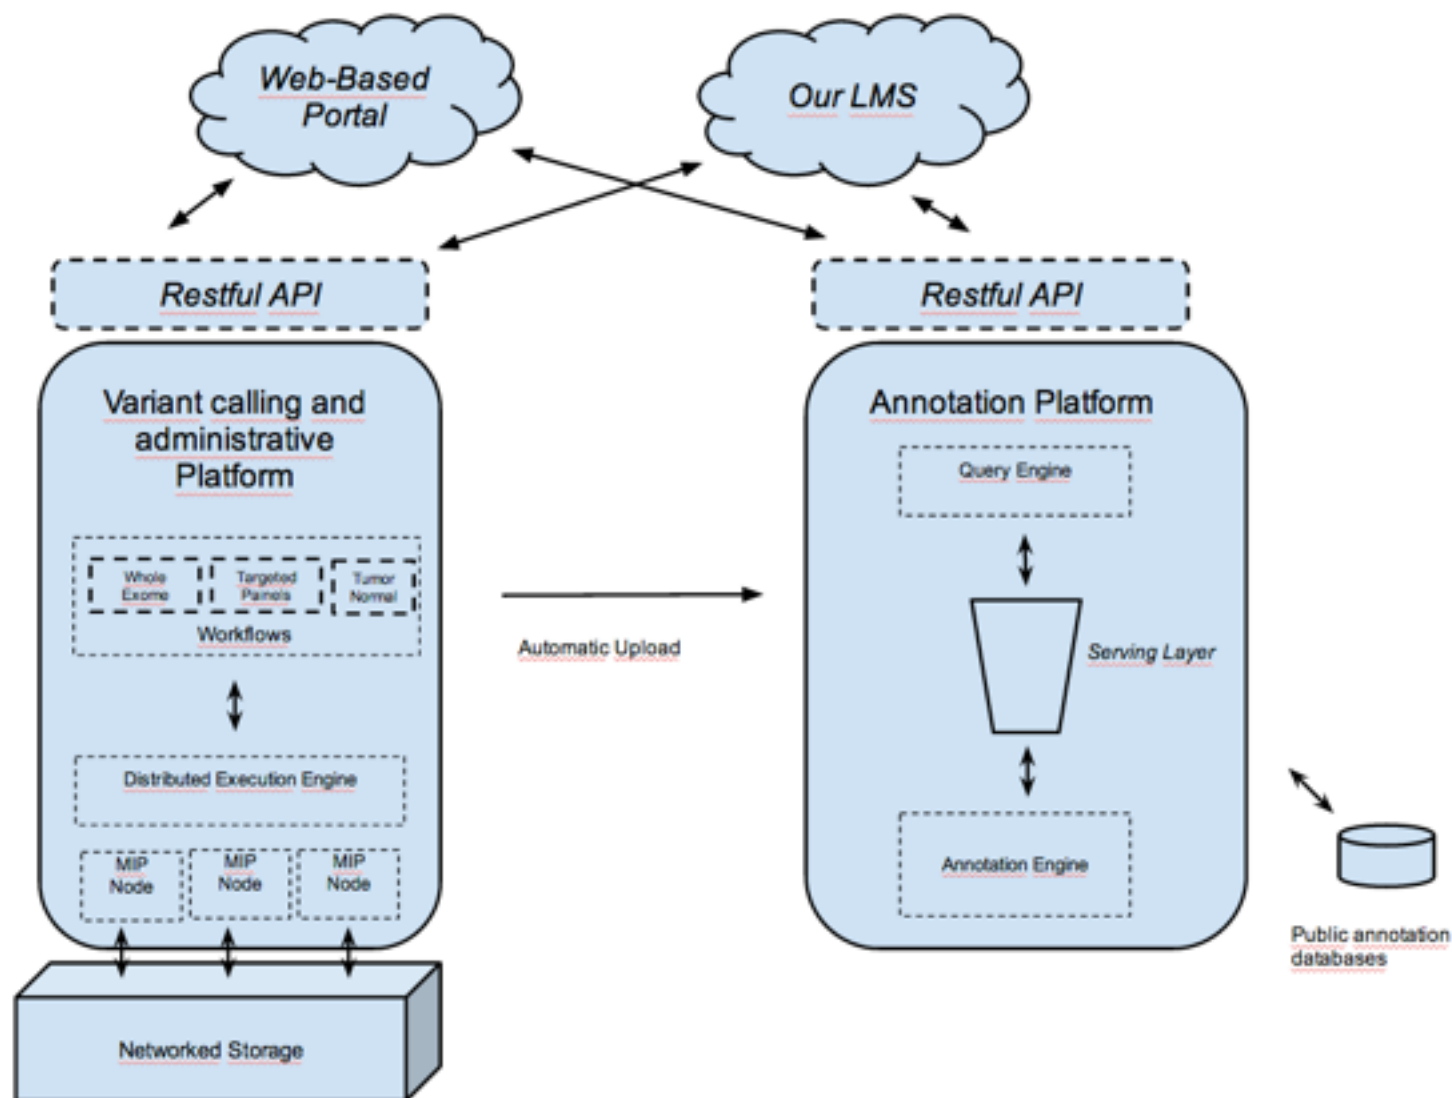 Web-Based
Portal
Our LMS
Restful API
Restful API
Variant calling and
administrative
Platform
Whole
Exome
Targeted
Painels
Tumor
Normal
Workflows
Distributed Execution Engine
MIP
Node
MIP
Node
MIP
Node
Networked Storage
Automatic Upload
Annotation Platform
Query Engine
Serving Layer
Annotation Engine
Public annotation
databases